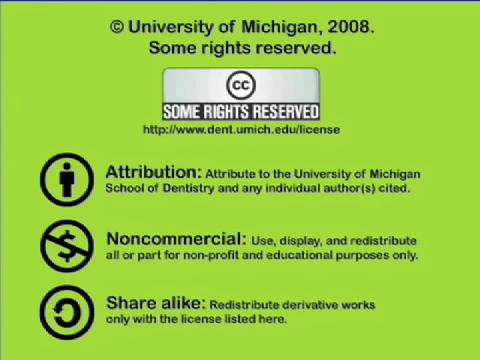 © University of Michigan, 2008.
Some rights reserved.
cc
SOME RIGHTS RESERVED
http://www.dent.umich.edu/license
Attribution: Attribute to the University of Michigan
School of Dentistry and any individual author(s) cited.
Noncommercial: Use, display, and redistribute
all or part for non-profit and educational purposes only.
Share alike: Redistribute derivative works
only with the license listed here.